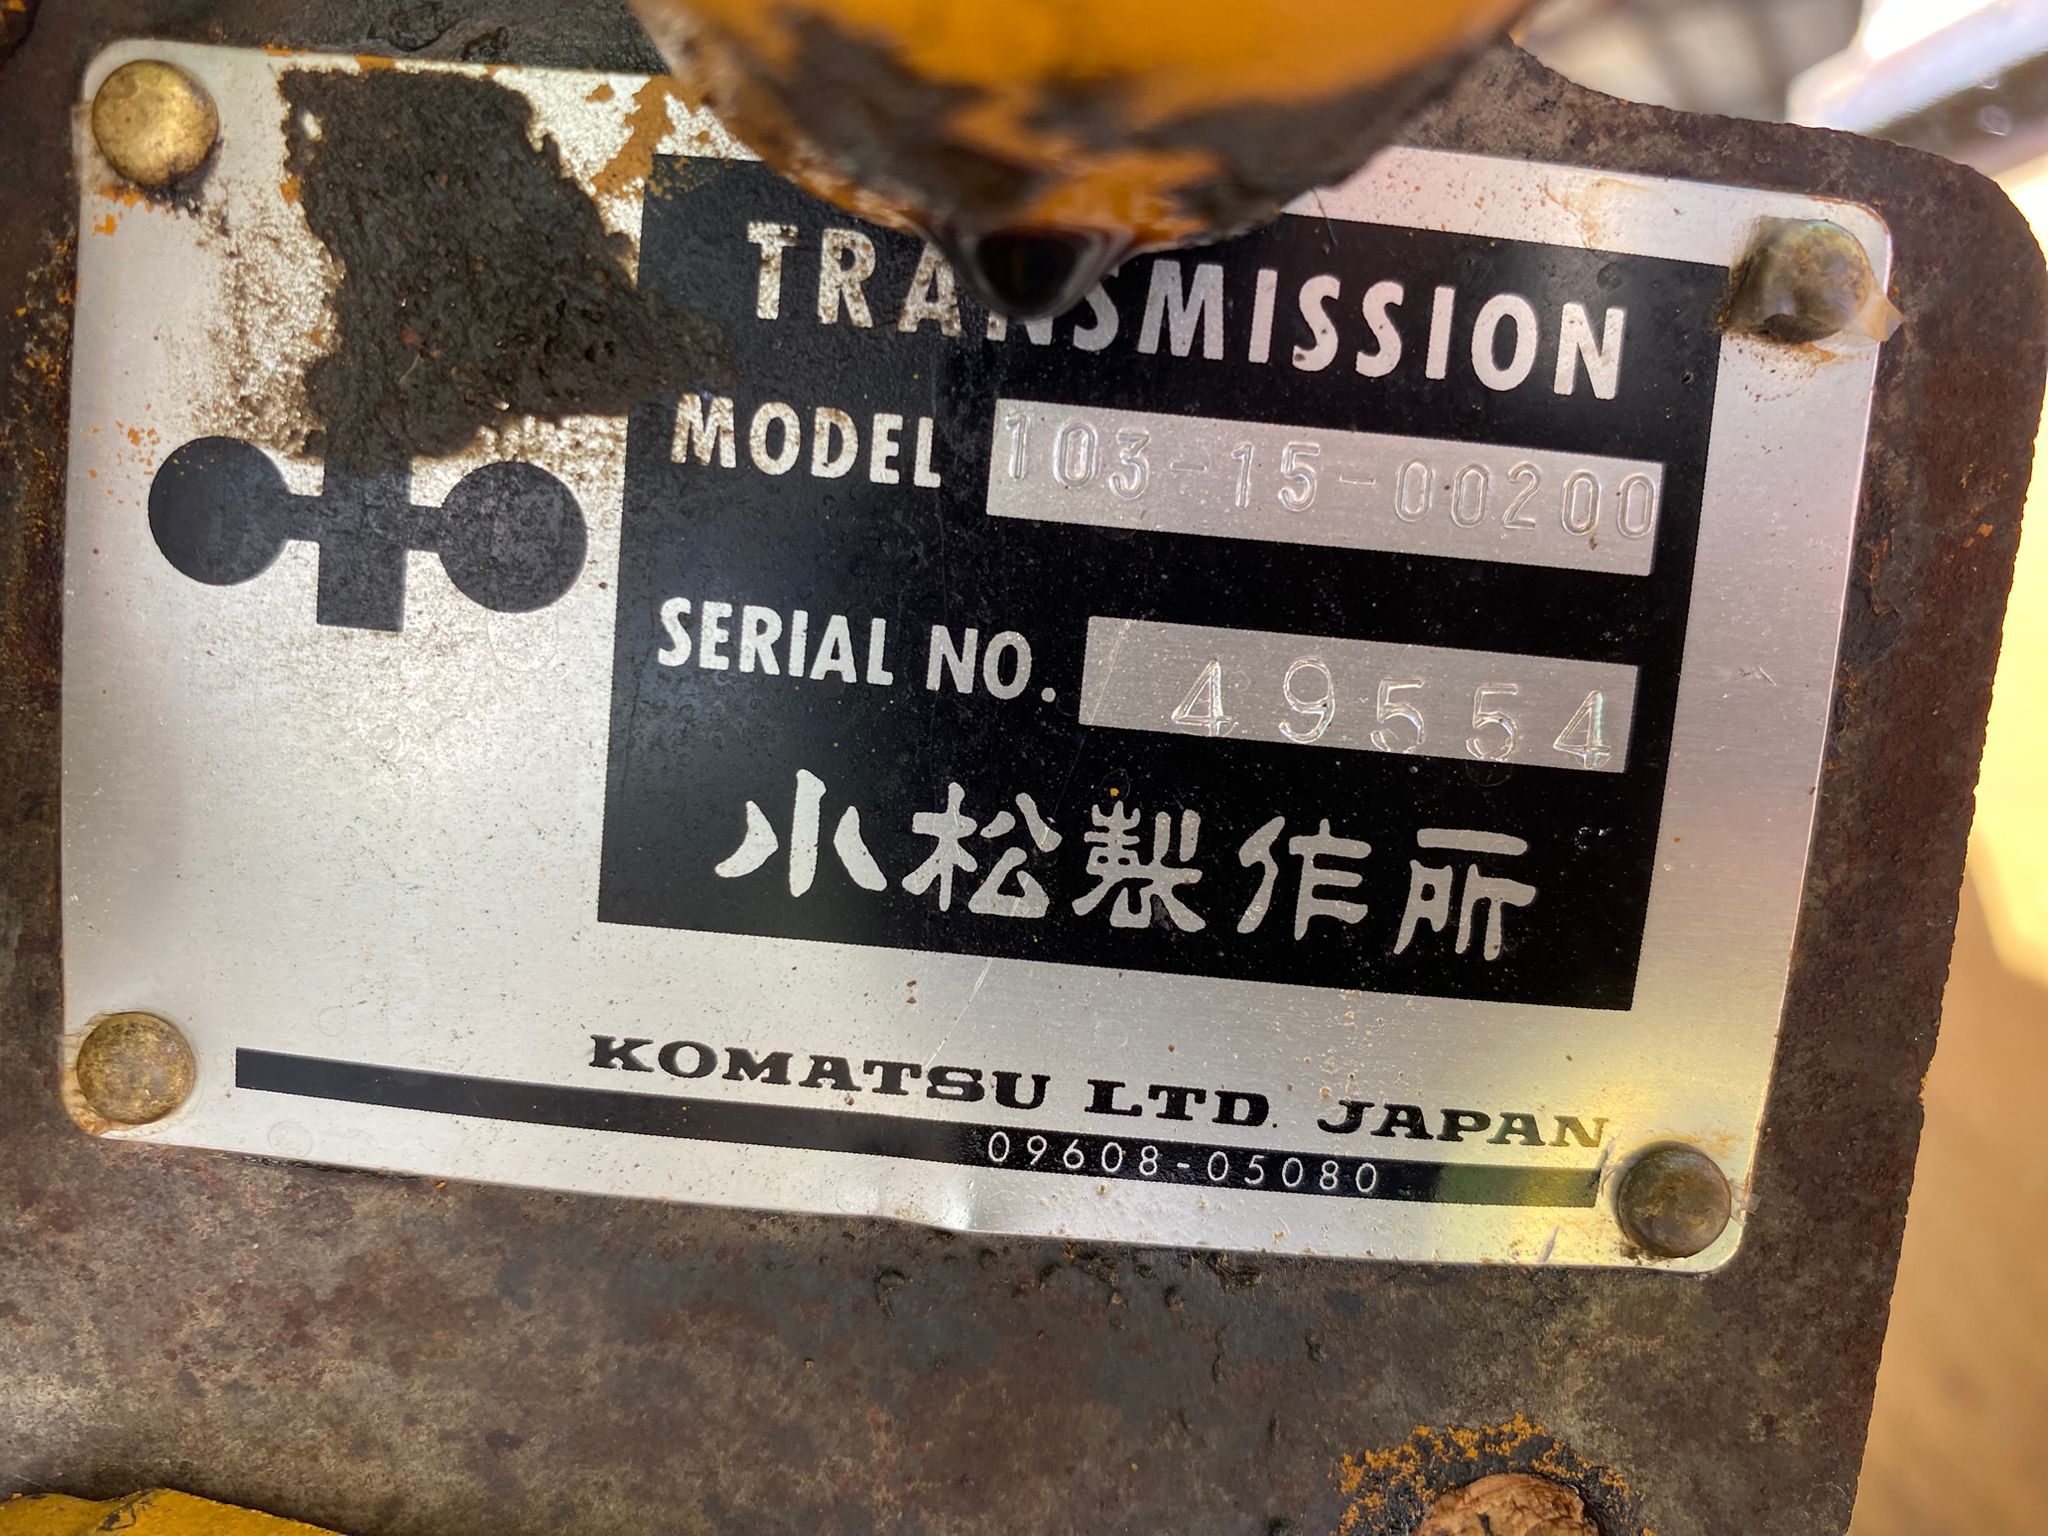 TRANSMISSION
MODEL 103-15-00200
SERIAL NO. 49554
小松製作所
KOMATSU LTD. JAPAN
09608-05080